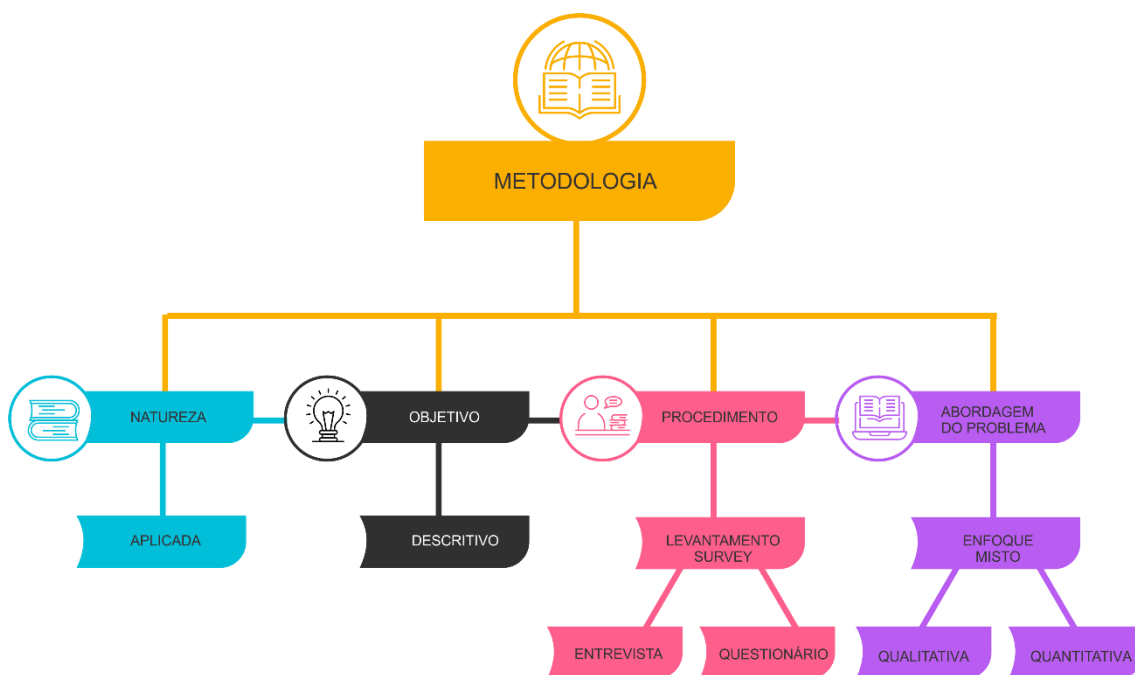 METODOLOGIA
NATUREZA
OBJETIVO
PROCEDIMENTO
ABORDAGEM
DO PROBLEMA
APLICADA
DESCRITIVO
LEVANTAMENTO
SURVEY
ENFOQUE
MISTO
ENTREVISTA
QUESTIONÁRIO
QUALITATIVA
QUANTITATIVA